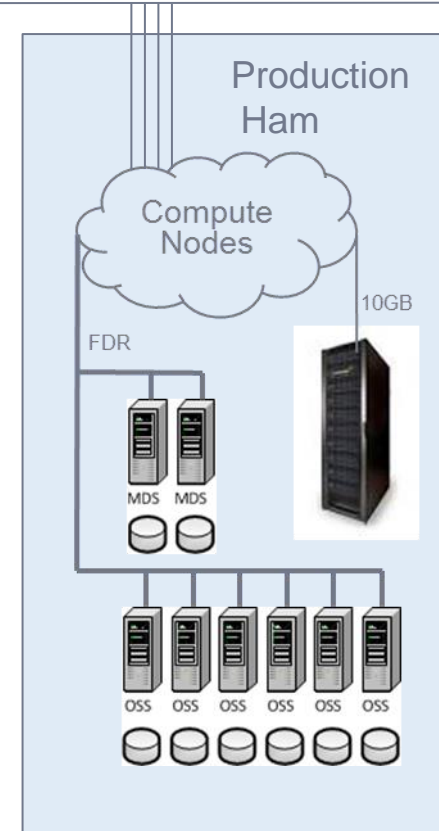 Production
Ham
Compute
Nodes
10GB
FDR
MDS MDS
OSS OSS OSS OSS OSS OSS